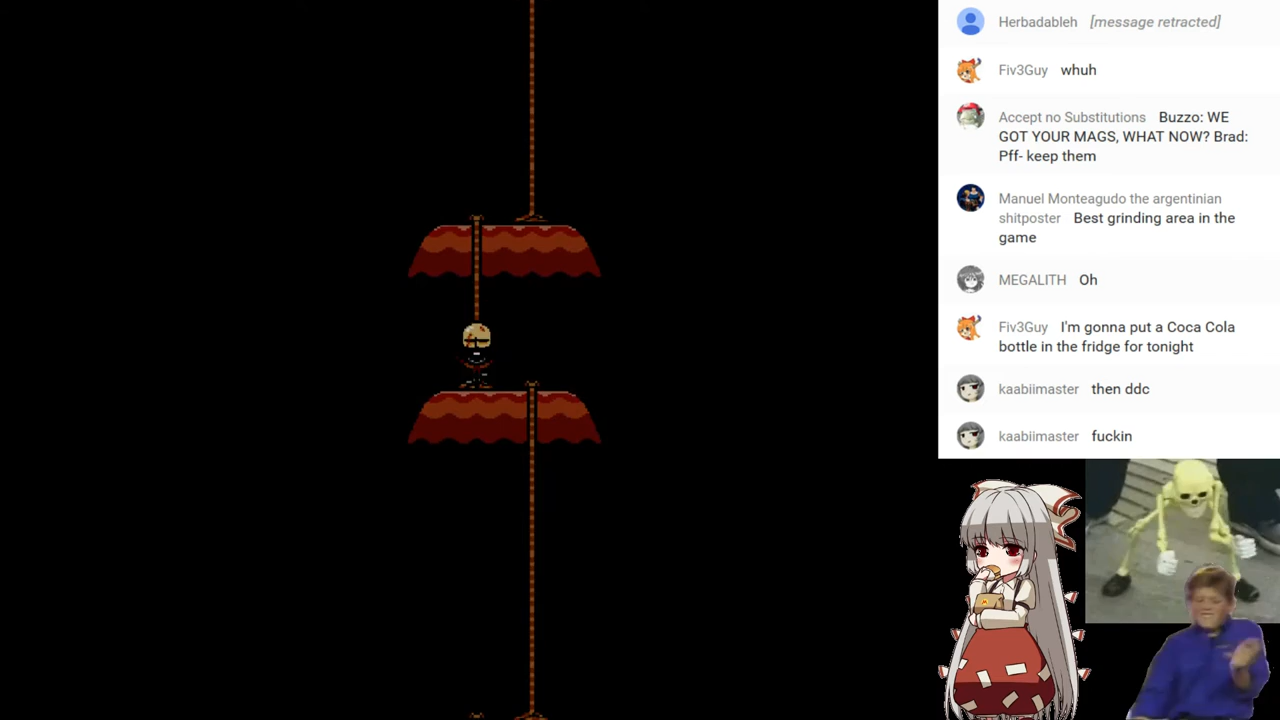 Herbadableh [message retracted]
Fiv3Guy whuh
Accept no Substitutions Buzzo: WE
GOT YOUR MAGS, WHAT NOW? Brad:
Pff- keep them
Manuel Monteagudo the argentinian
shitposter Best grinding area in the
game
MEGALITH Oh
Fiv3Guy I'm gonna put a Coca Cola
bottle in the fridge for tonight
kaabiimaster then ddc
kaabiimaster fuckin